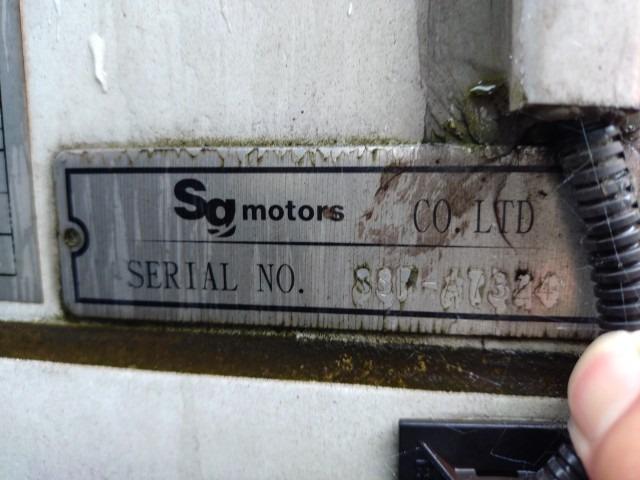 Sg motors CO.LTD
SERIAL NO.